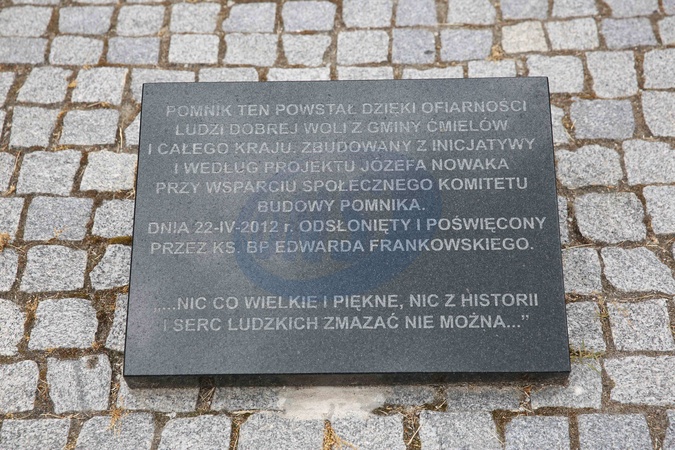 POMNIK TEN POWSTAŁ DZIĘKI OFIARNOŚCI
LUDZI DOBREJ WOLI Z GMINY ĆMIELÓW
I CAŁEGO KRAJU. ZBUDOWANY Z INICJATYWY
I WEDŁUG PROJEKTU JÓZEFA NOWAKA
PRZY WSPARCIU SPOŁECZNEGO KOMITETU
BUDOWY POMNIKA.
DNIA 22-IV-2012 r. ODSŁONIĘTY I POŚWIĘCONY
PRZEZ KS. BP EDWARDA FRANKOWSKIEGO.
„....NIC CO WIELKIE I PIĘKNE, NIC Z HISTORII
I SERC LUDZKICH ZMAZAĆ NIE MOŻNA...”